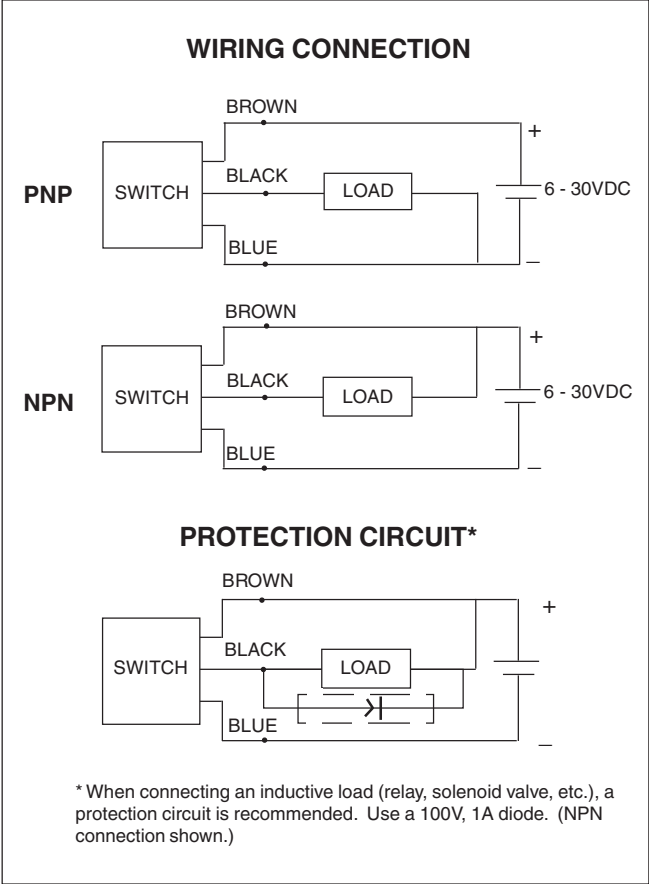 WIRING CONNECTION
BROWN
+
PNP
SWITCH
BLACK
LOAD
6 - 30VDC
BLUE
–
BROWN
+
NPN
SWITCH
BLACK
LOAD
6 - 30VDC
BLUE
–
PROTECTION CIRCUIT*
BROWN
+
SWITCH
BLACK
LOAD
BLUE
–
* When connecting an inductive load (relay, solenoid valve, etc.), a
protection circuit is recommended.  Use a 100V, 1A diode.  (NPN
connection shown.)